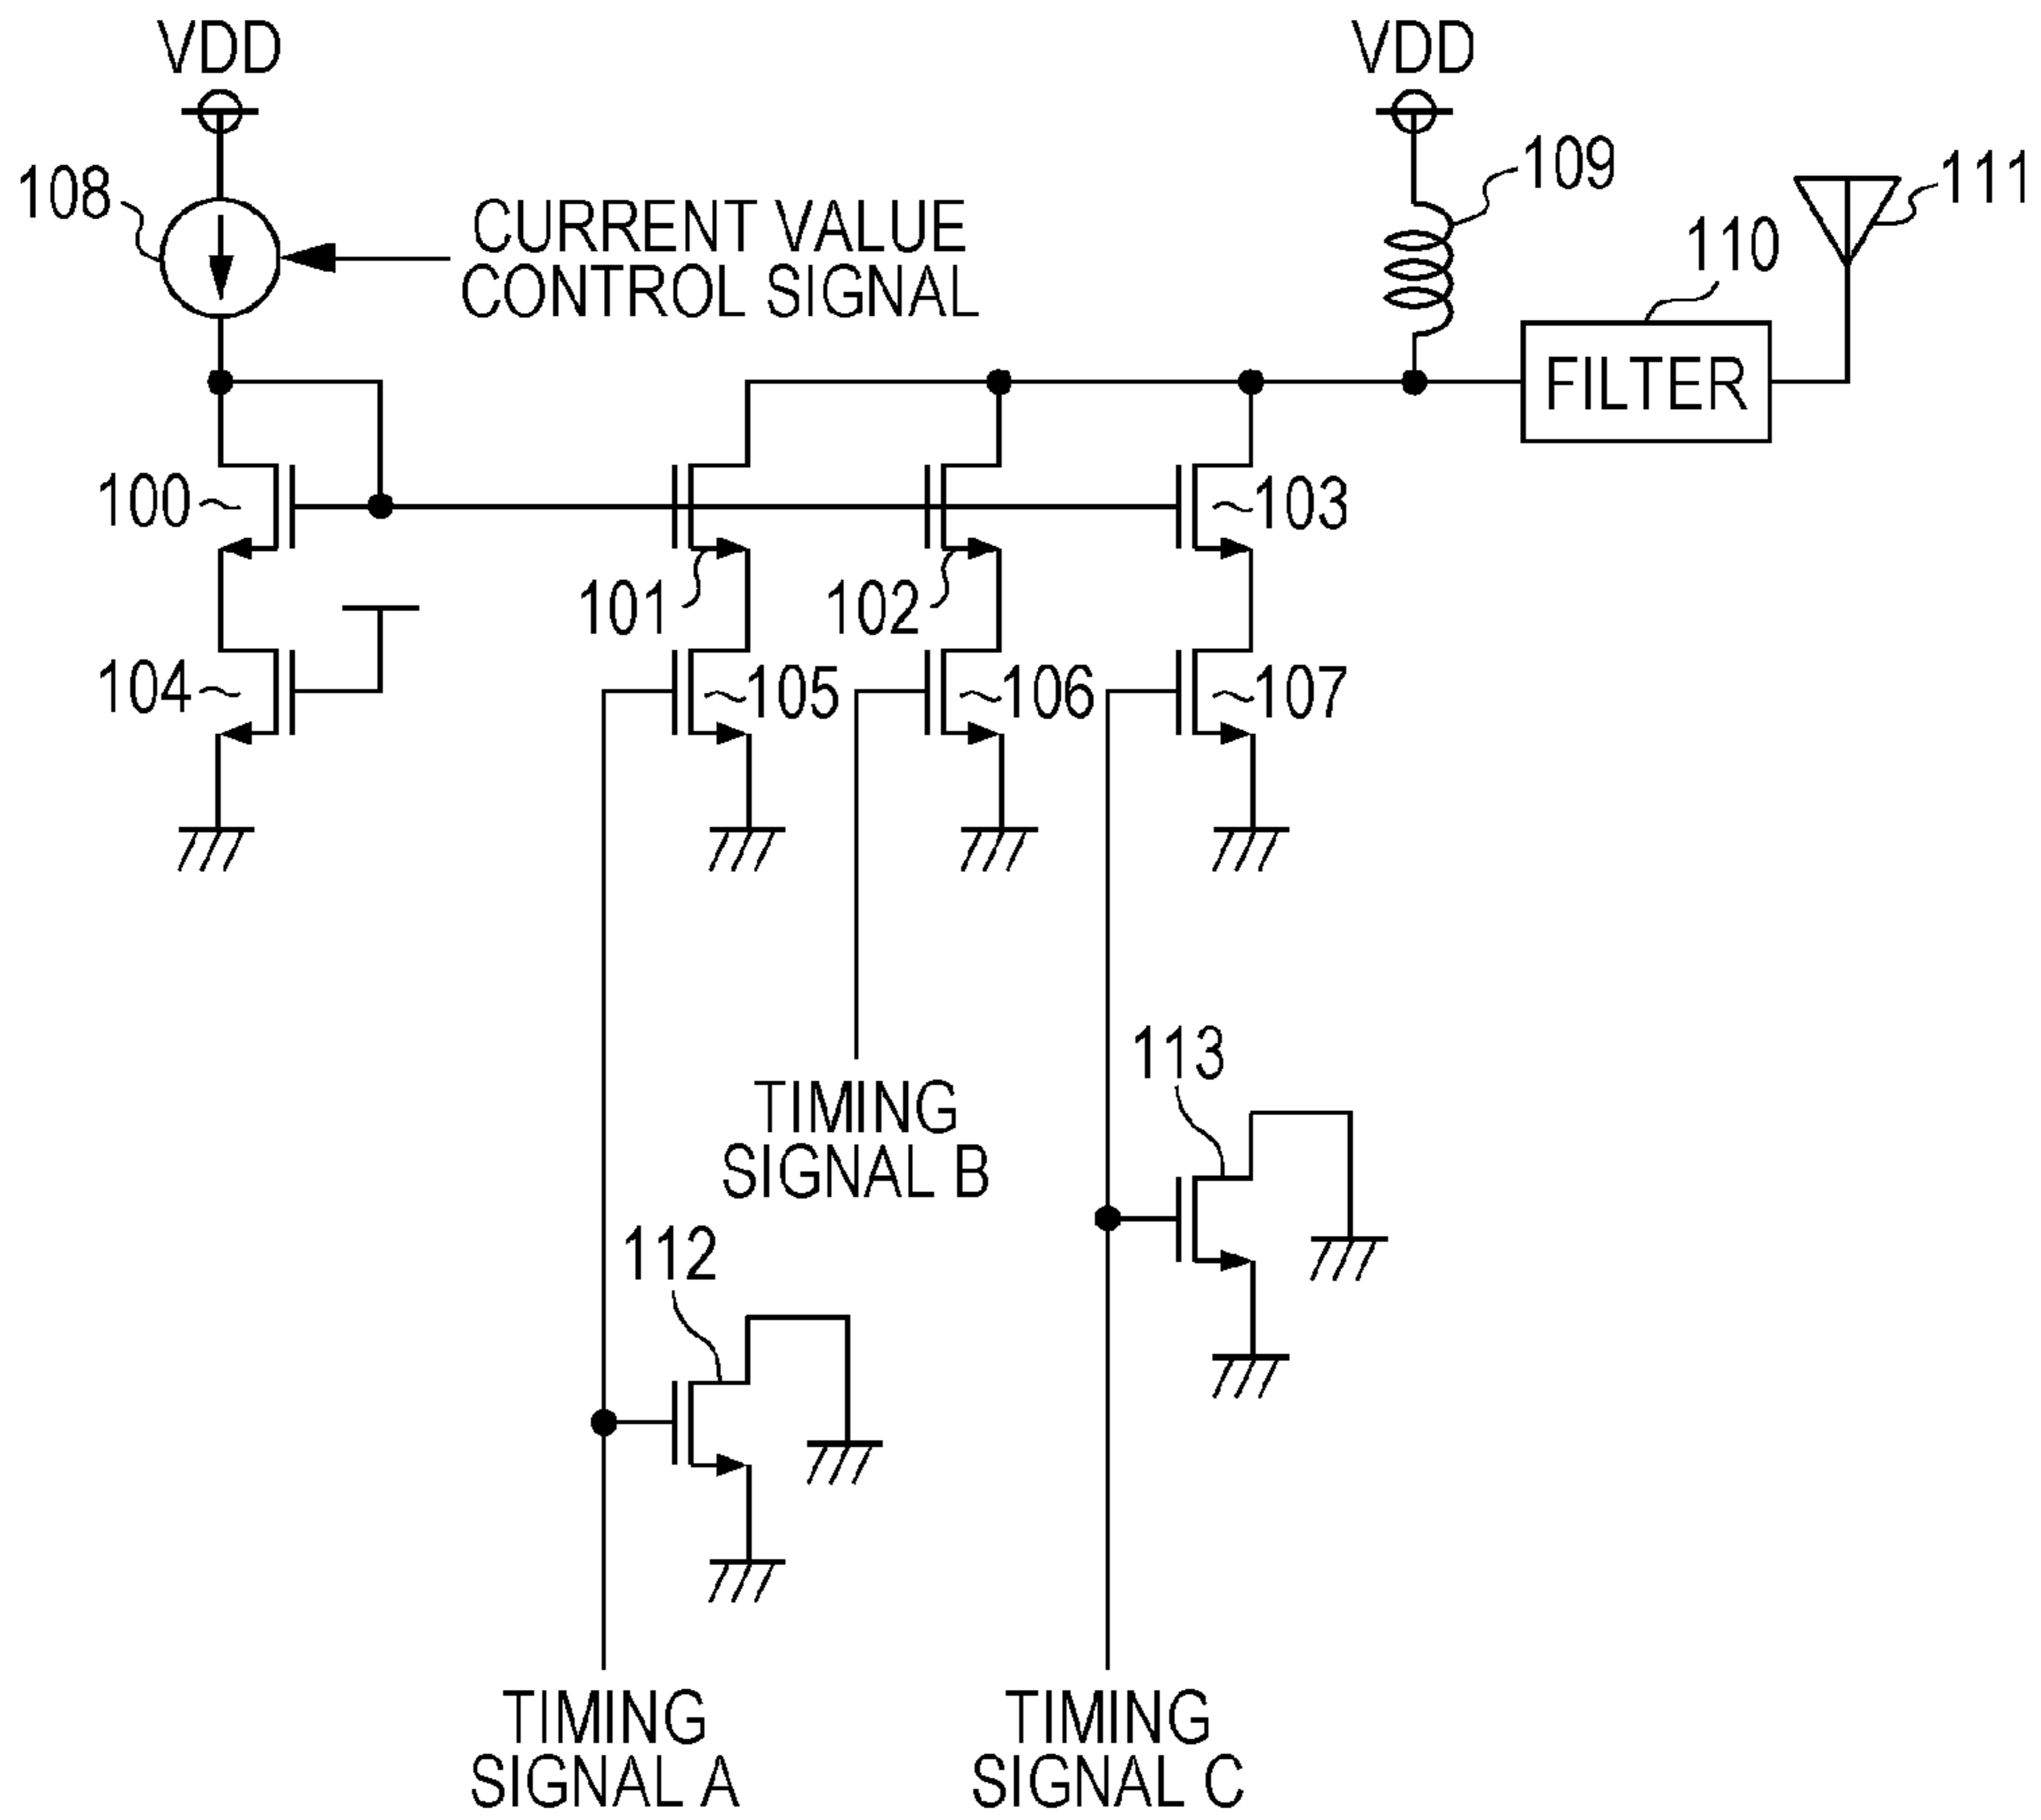 VDD
VDD
108
CURRENT VALUE
CONTROL SIGNAL
109
110
111
FILTER
100
101
102
103
104
105
106
107
TIMING
SIGNAL B
113
112
TIMING
SIGNAL A
TIMING
SIGNAL C